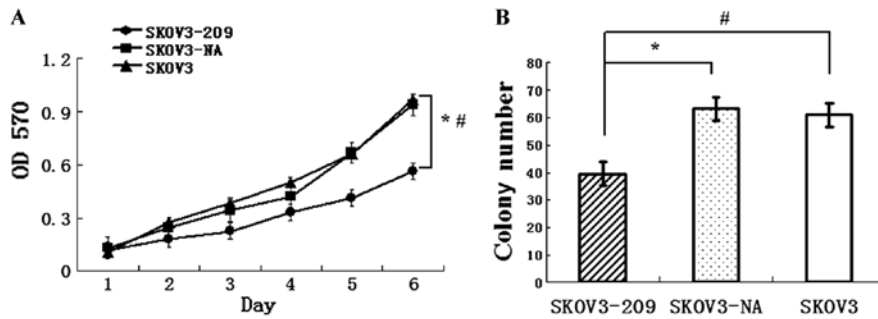 A
SKOV3-209
SKOV3-NA
SKOV3
OD 570
1.2
0.9
0.6
0.3
0
* #
1 2 3 4 5 6
Day
B
#
*
Colony number
80
70
60
50
40
30
20
10
0
SKOV3-209 SKOV3-NA SKOV3